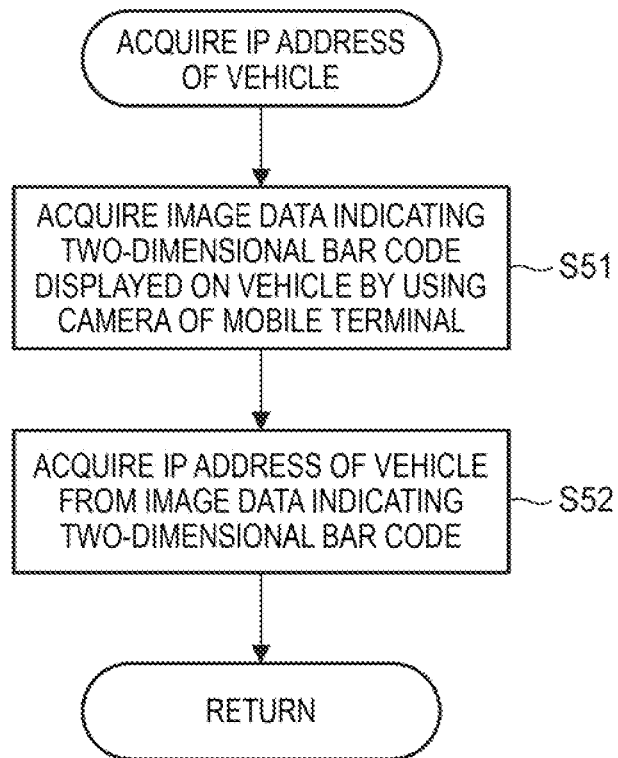 ACQUIRE IP ADDRESS
OF VEHICLE
ACQUIRE IMAGE DATA INDICATING
TWO-DIMENSIONAL BAR CODE
DISPLAYED ON VEHICLE BY USING
CAMERA OF MOBILE TERMINAL
S51
ACQUIRE IP ADDRESS OF VEHICLE
FROM IMAGE DATA INDICATING
TWO-DIMENSIONAL BAR CODE
S52
RETURN